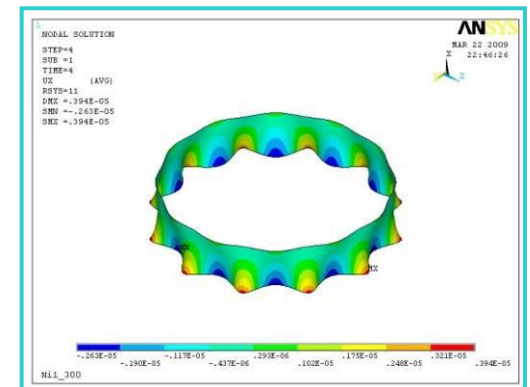 1
NODAL SOLUTION
ANSYS
STEP=4
SUB =1
TIME=4
UX (AVG)
RSYS=11
DMX =.394E-05
SMN =-.263E-05
SMX =.394E-05
MAR 22 2009
22:46:26
X
Z
MX
-.263E-05 -.117E-05 .293E-06 .175E-05 .321E-05
-.190E-05 -.437E-06 .102E-05 .248E-05 .394E-05
Ni1_300